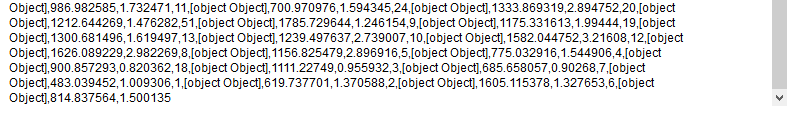 Object],986.982585,1.732471,11,[object Object],700.970976,1.594345,24,[object Object],1333.869319,2.894752,20,[object
Object],1212.644269,1.476282,51,[object Object],1785.729644,1.246154,9,[object Object],1175.331613,1.99444,19,[object
Object],1300.681496,1.619497,13,[object Object],1239.497637,2.739007,10,[object Object],1582.044752,3.21608,12,[object
Object],1626.089229,2.982269,8,[object Object],1156.825479,2.896916,5,[object Object],775.032916,1.544906,4,[object
Object],900.857293,0.820362,18,[object Object],1111.22749,0.955932,3,[object Object],685.658057,0.90268,7,[object
Object],483.039452,1.009306,1,[object Object],619.737701,1.370588,2,[object Object],1605.115378,1.327653,6,[object
Object],814.837564,1.500135